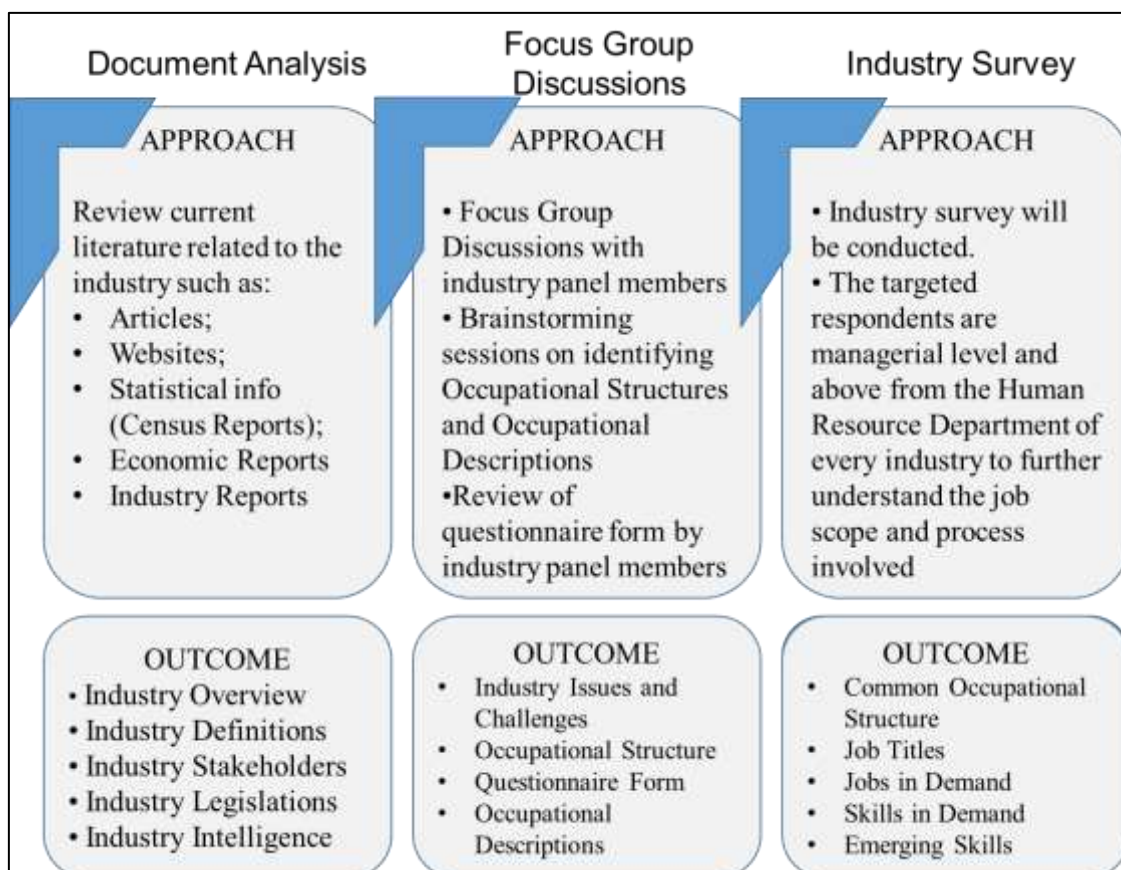 Document Analysis
APPROACH
Review current
literature related to the
industry such as:
• Articles;
• Websites;
• Statistical info
(Census Reports);
• Economic Reports
• Industry Reports
OUTCOME
• Industry Overview
• Industry Definitions
• Industry Stakeholders
• Industry Legislations
• Industry Intelligence
Focus Group
Discussions
APPROACH
• Focus Group
Discussions with
industry panel members
• Brainstorming
sessions on identifying
Occupational Structures
and Occupational
Descriptions
•Review of
questionnaire form by
industry panel members
OUTCOME
• Industry Issues and
Challenges
• Occupational Structure
• Questionnaire Form
• Occupational
Descriptions
Industry Survey
APPROACH
• Industry survey will
be conducted.
• The targeted
respondents are
managerial level and
above from the Human
Resource Department of
every industry to further
understand the job
scope and process
involved
OUTCOME
• Common Occupational
Structure
• Job Titles
• Jobs in Demand
• Skills in Demand
• Emerging Skills